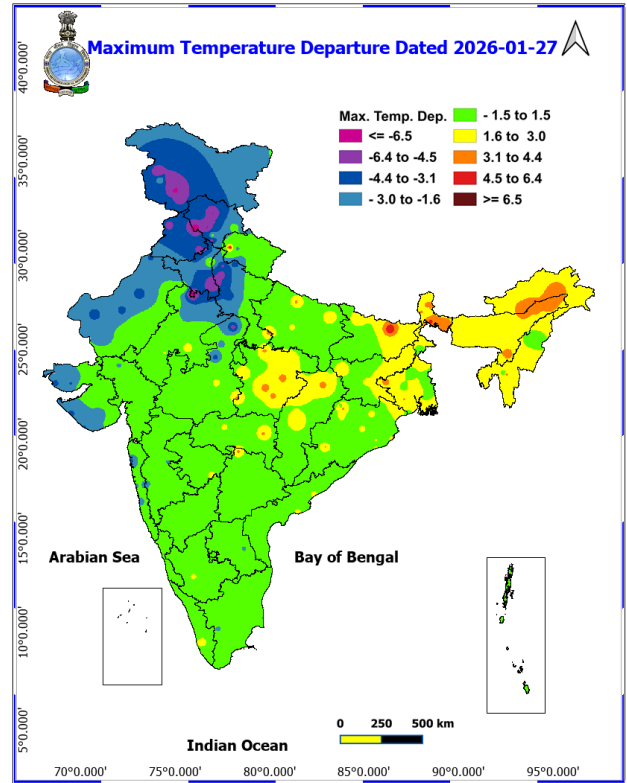 Maximum Temperature Departure Dated 2026-01-27
Max. Temp. Dep.
<= -6.5
-6.4 to -4.5
-4.4 to -3.1
- 3.0 to -1.6
- 1.5 to 1.5
1.6 to 3.0
3.1 to 4.4
4.5 to 6.4
>= 6.5
40°0.000'
35°0.000'
30°0.000'
25°0.000'
20°0.000'
15°0.000'
10°0.000'
5°0.000'
Arabian Sea
Bay of Bengal
Indian Ocean
0 250 500 km
70°0.000' 75°0.000' 80°0.000' 85°0.000' 90°0.000' 95°0.000'